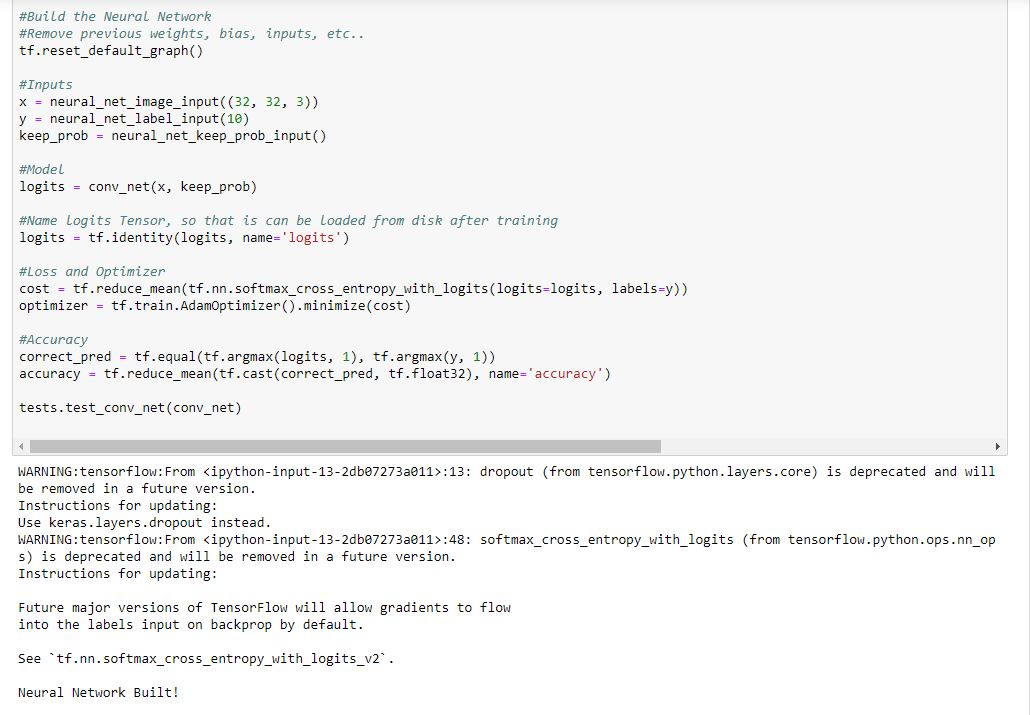 #Build the Neural Network
#Remove previous weights, bias, inputs, etc..
tf.reset_default_graph()
#Inputs
x = neural_net_image_input((32, 32, 3))
y = neural_net_label_input(10)
keep_prob = neural_net_keep_prob_input()
#Model
logits = conv_net(x, keep_prob)
#Name logits Tensor, so that is can be loaded from disk after training
logits = tf.identity(logits, name='logits')
#Loss and Optimizer
cost = tf.reduce_mean(tf.nn.softmax_cross_entropy_with_logits(logits=logits, labels=y))
optimizer = tf.train.AdamOptimizer().minimize(cost)
#Accuracy
correct_pred = tf.equal(tf.argmax(logits, 1), tf.argmax(y, 1))
accuracy = tf.reduce_mean(tf.cast(correct_pred, tf.float32), name='accuracy')
tests.test_conv_net(conv_net)
WARNING:tensorflow:From <ipython-input-13-2db07273a011>:13: dropout (from tensorflow.python.layers.core) is deprecated and will
be removed in a future version.
Instructions for updating:
Use keras.layers.dropout instead.
WARNING:tensorflow:From <ipython-input-13-2db07273a011>:48: softmax_cross_entropy_with_logits (from tensorflow.python.ops.nn_op
s) is deprecated and will be removed in a future version.
Instructions for updating:
Future major versions of TensorFlow will allow gradients to flow
into the labels input on backprop by default.
See `tf.nn.softmax_cross_entropy_with_logits_v2`.
Neural Network Built!